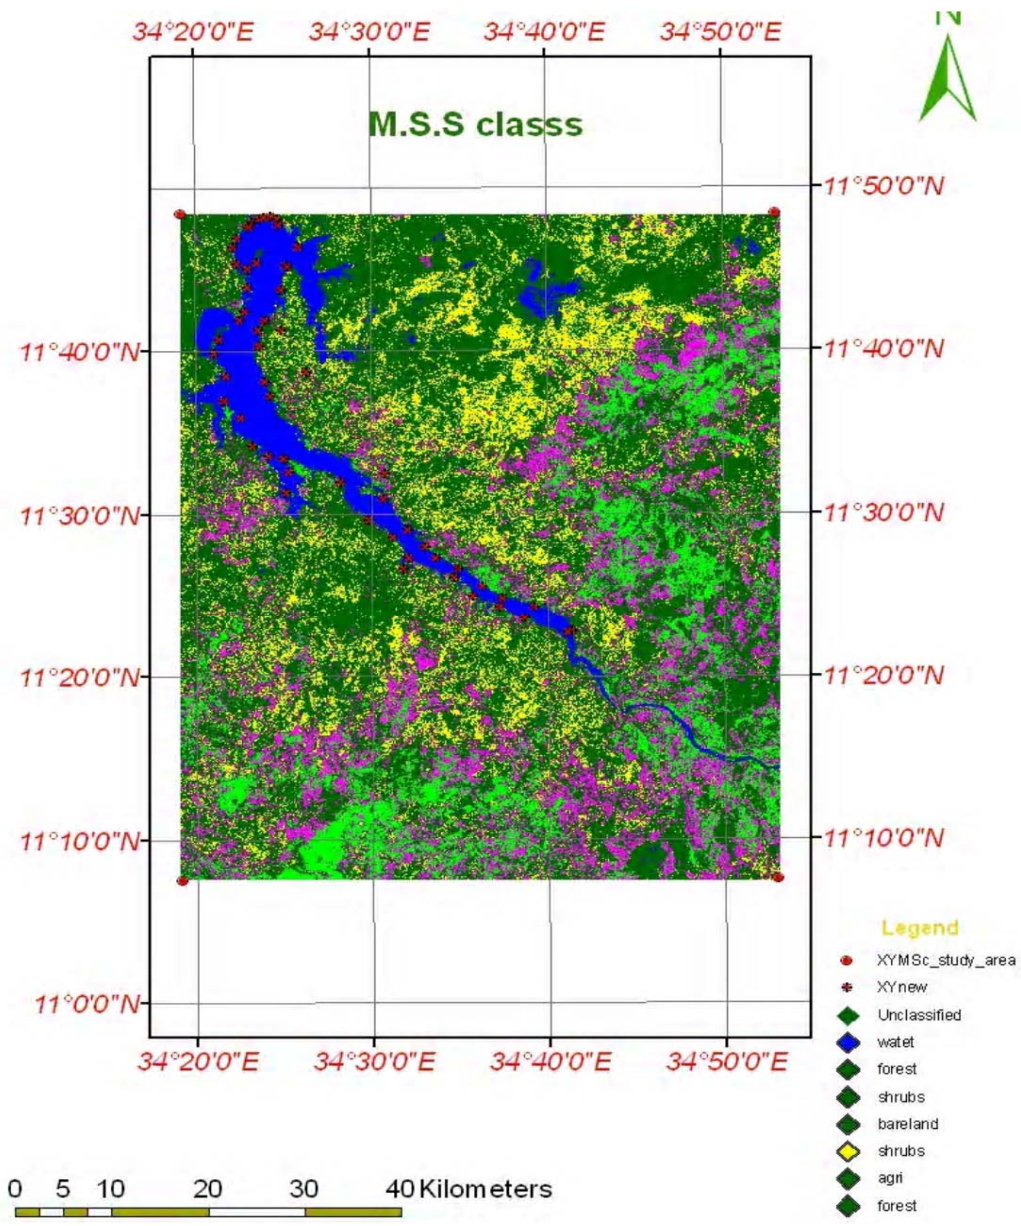 N
34°20'0"E 34°30'0"E 34°40'0"E 34°50'0"E
M.S.S classs
11°50'0"N
11°40'0"N 11°40'0"N
11°30'0"N 11°30'0"N
11°20'0"N 11°20'0"N
11°10'0"N 11°10'0"N
11°0'0"N
34°20'0"E 34°30'0"E 34°40'0"E 34°50'0"E
Legend
XYMSc_study_area
XYnew
Unclassified
watet
forest
shrubs
bareland
shrubs
agri
forest
0 5 10 20 30 40 Kilometers